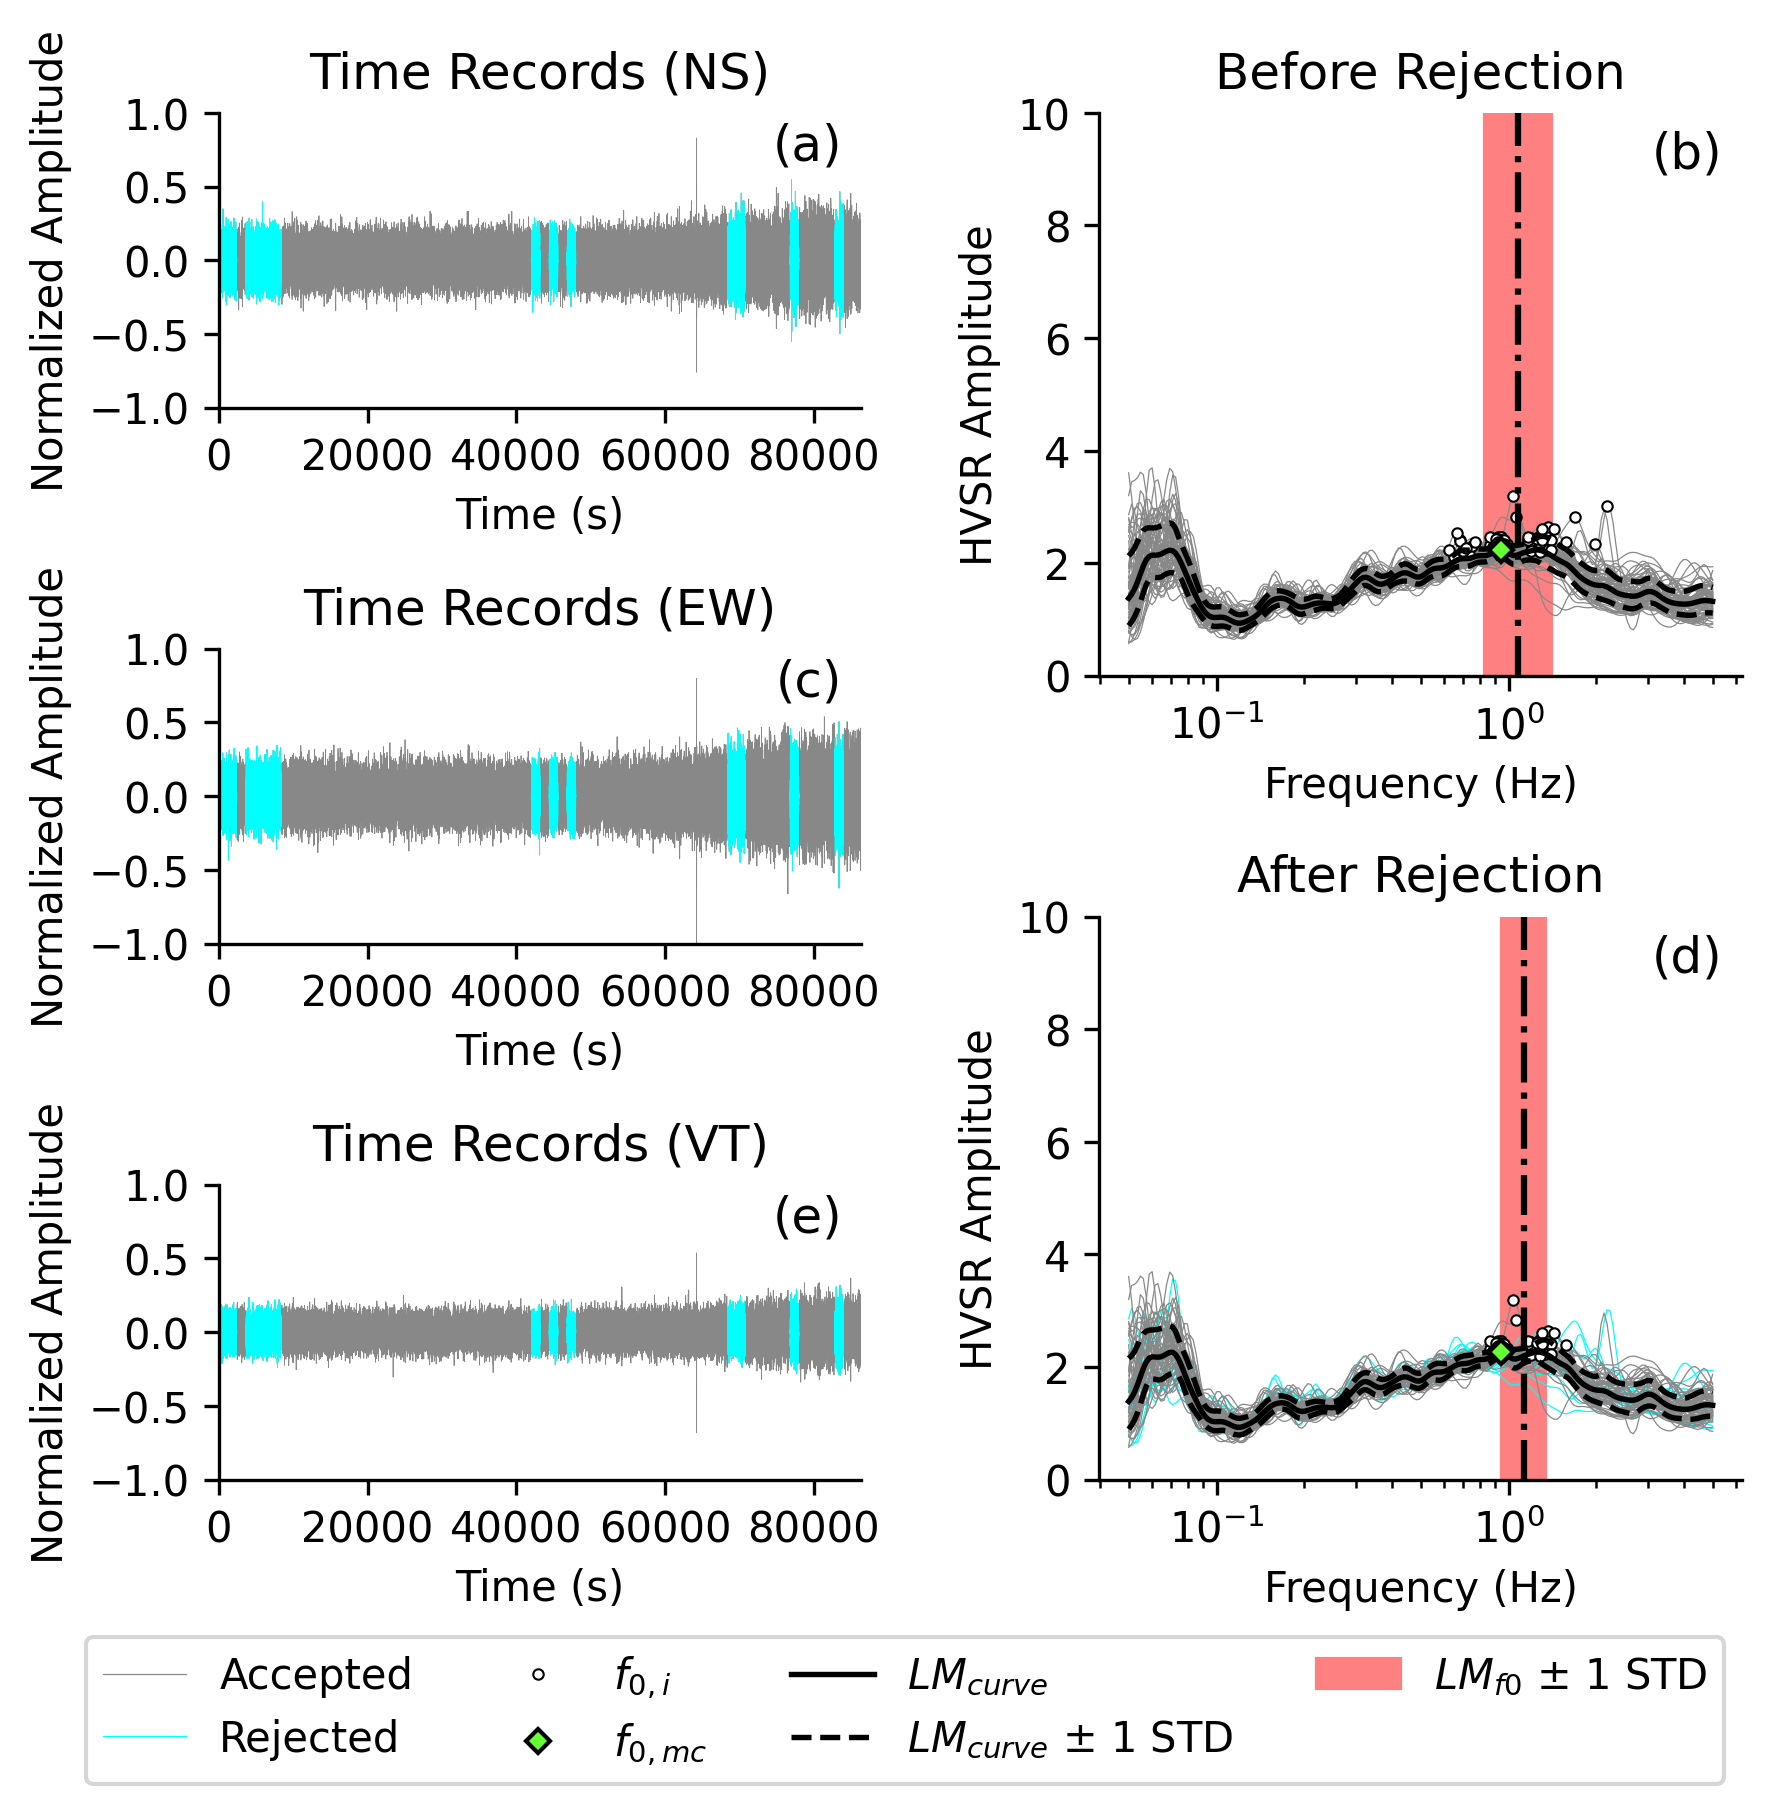 Time Records (NS)
(a)
Normalized Amplitude
1.0
0.5
0.0
−0.5
−1.0
0 20000 40000 60000 80000
Time (s)
Before Rejection
(b)
HVSR Amplitude
10
8
6
4
2
0
10⁻¹ 10⁰
Frequency (Hz)
Time Records (EW)
(c)
Normalized Amplitude
1.0
0.5
0.0
−0.5
−1.0
0 20000 40000 60000 80000
Time (s)
After Rejection
(d)
HVSR Amplitude
10
8
6
4
2
0
10⁻¹ 10⁰
Frequency (Hz)
Time Records (VT)
(e)
Normalized Amplitude
1.0
0.5
0.0
−0.5
−1.0
0 20000 40000 60000 80000
Time (s)
Accepted
Rejected
f0,i
f0,mc
LMcurve
LMcurve ± 1 STD
LMf0 ± 1 STD